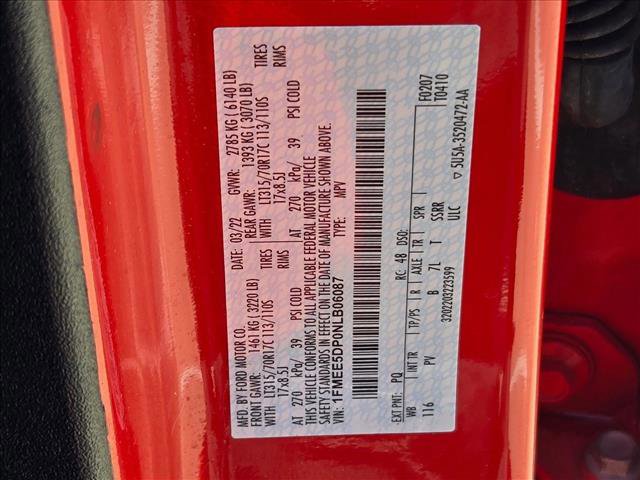 MFD. BY FORD MOTOR CO.
DATE: 03/22 GVWR: 2785 KG ( 6140 LB)
FRONT GAWR: 1461 KG ( 3220 LB) REAR GAWR: 1393 KG ( 3070 LB)
WITH LT315/70R17C 113/110S TIRES WITH LT315/70R17C 113/110S TIRES
17x8.5J RIMS 17x8.5J RIMS
AT 270 kPa/ 39 PSI COLD AT 270 kPa/ 39 PSI COLD
THIS VEHICLE CONFORMS TO ALL APPLICABLE FEDERAL MOTOR VEHICLE
SAFETY STANDARDS IN EFFECT ON THE DATE OF MANUFACTURE SHOWN ABOVE.
VIN: 1FMEE5DP0NLB06087 TYPE: MPV
F0207
T0410
EXT PNT: PQ RC: 48 DSO:
WB INT TR TP/PS R AXLE TR SPR
116 PV B 7L T SSRR
ULC
3202203223599
▽ 5U5A-3520472-AA